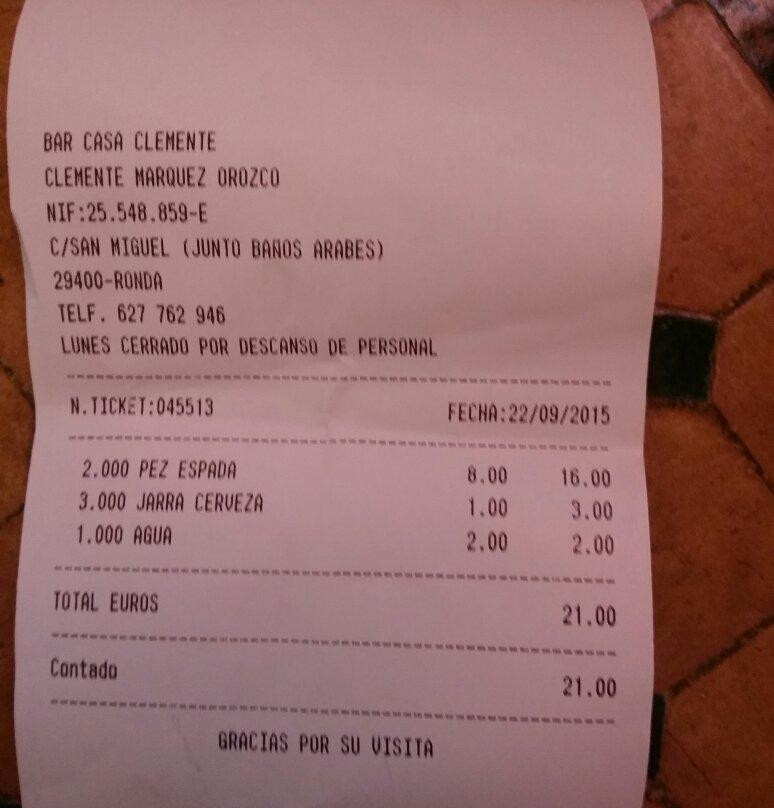 BAR CASA CLEMENTE
CLEMENTE MARQUEZ OROZCO
NIF:25.548.859-E
C/SAN MIGUEL (JUNTO BAÑOS ARABES)
29400-RONDA
TELF. 627 762 946
LUNES CERRADO POR DESCANSO DE PERSONAL
N.TICKET:045513 FECHA:22/09/2015
2.000 PEZ ESPADA 8.00 16.00
3.000 JARRA CERVEZA 1.00 3.00
1.000 AGUA 2.00 2.00
TOTAL EUROS 21.00
Contado 21.00
GRACIAS POR SU VISITA